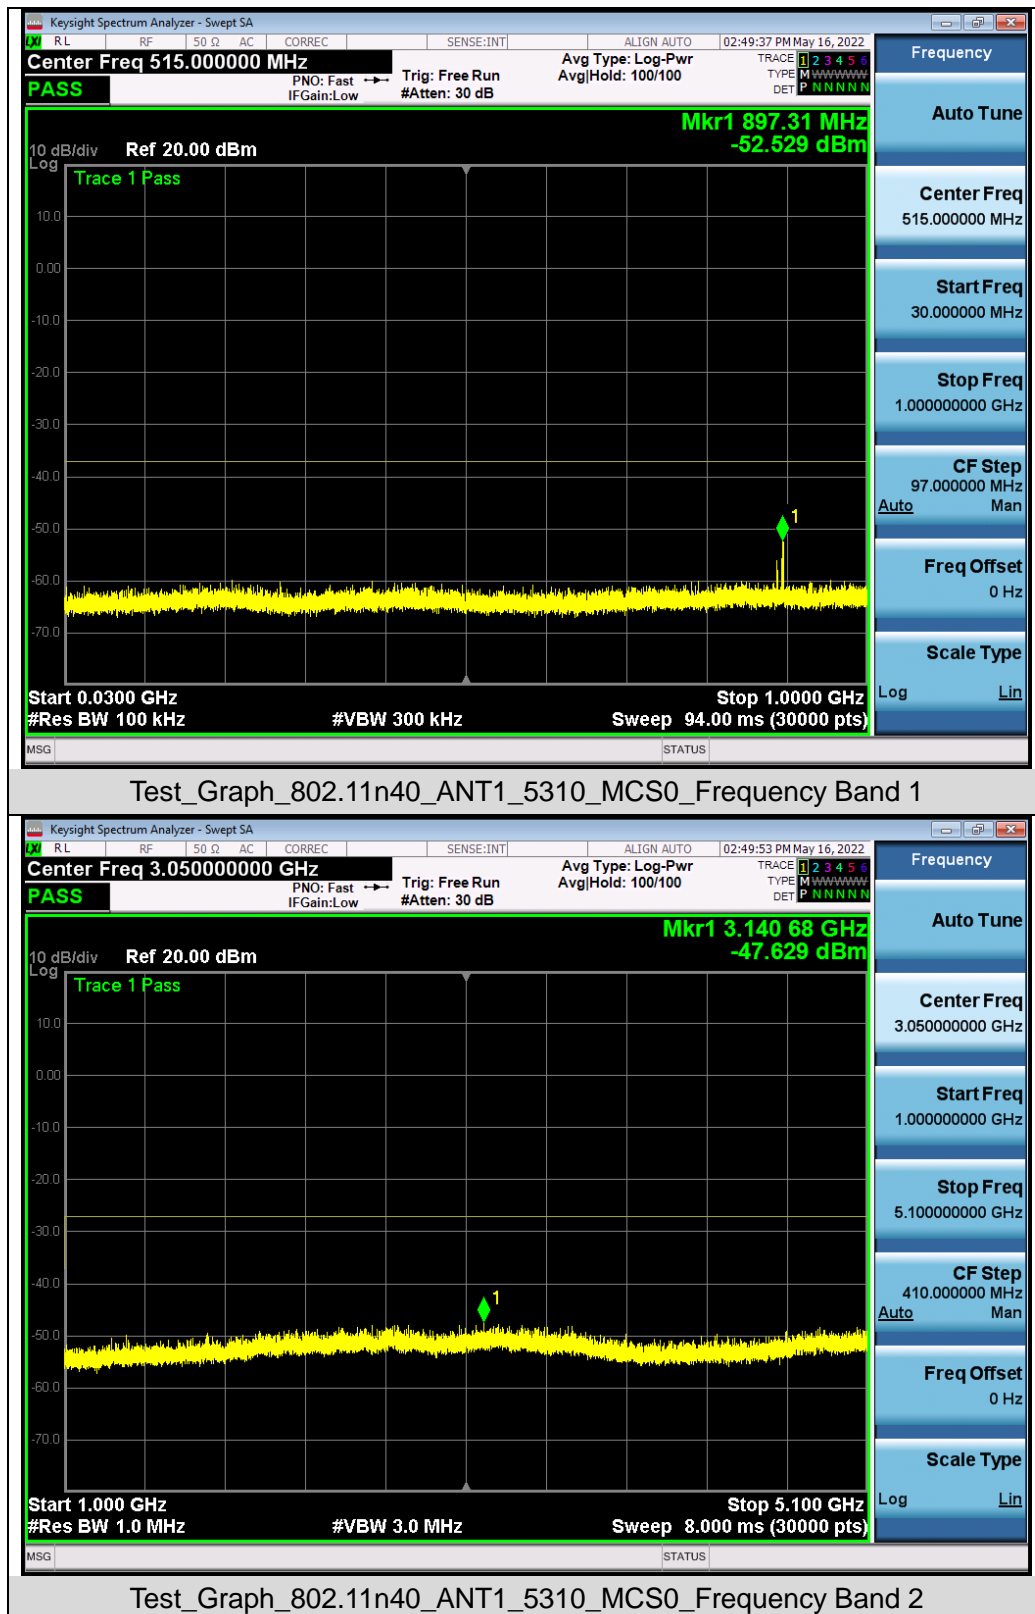 Keysight Spectrum Analyzer - Swept SA
LXI RL RF 50 Ω AC CORREC SENSE:INT ALIGN AUTO 02:49:37 PM May 16, 2022
Center Freq 515.000000 MHz
PASS
PNO: Fast
IFGain:Low
Trig: Free Run
#Atten: 30 dB
Avg Type: Log-Pwr
Avg|Hold: 100/100
TRACE 1 2 3 4 5 6
TYPE M WWWWW
DET P N N N N N
Mkr1 897.31 MHz
-52.529 dBm
10 dB/div Ref 20.00 dBm
Log
Trace 1 Pass
10.0
0.00
-10.0
-20.0
-30.0
-40.0
-50.0
-60.0
-70.0
1
Start 0.0300 GHz Stop 1.0000 GHz
#Res BW 100 kHz #VBW 300 kHz Sweep 94.00 ms (30000 pts)
MSG STATUS
Frequency
Auto Tune
Center Freq
515.000000 MHz
Start Freq
30.000000 MHz
Stop Freq
1.000000000 GHz
CF Step
97.000000 MHz
Auto Man
Freq Offset
0 Hz
Scale Type
Log Lin
Test_Graph_802.11n40_ANT1_5310_MCS0_Frequency Band 1
Keysight Spectrum Analyzer - Swept SA
LXI RL RF 50 Ω AC CORREC SENSE:INT ALIGN AUTO 02:49:53 PM May 16, 2022
Center Freq 3.050000000 GHz
PASS
PNO: Fast
IFGain:Low
Trig: Free Run
#Atten: 30 dB
Avg Type: Log-Pwr
Avg|Hold: 100/100
TRACE 1 2 3 4 5 6
TYPE M WWWWW
DET P N N N N N
Mkr1 3.140 68 GHz
-47.629 dBm
10 dB/div Ref 20.00 dBm
Log
Trace 1 Pass
10.0
0.00
-10.0
-20.0
-30.0
-40.0
-50.0
-60.0
-70.0
1
Start 1.000 GHz Stop 5.100 GHz
#Res BW 1.0 MHz #VBW 3.0 MHz Sweep 8.000 ms (30000 pts)
MSG STATUS
Frequency
Auto Tune
Center Freq
3.050000000 GHz
Start Freq
1.000000000 GHz
Stop Freq
5.100000000 GHz
CF Step
410.000000 MHz
Auto Man
Freq Offset
0 Hz
Scale Type
Log Lin
Test_Graph_802.11n40_ANT1_5310_MCS0_Frequency Band 2